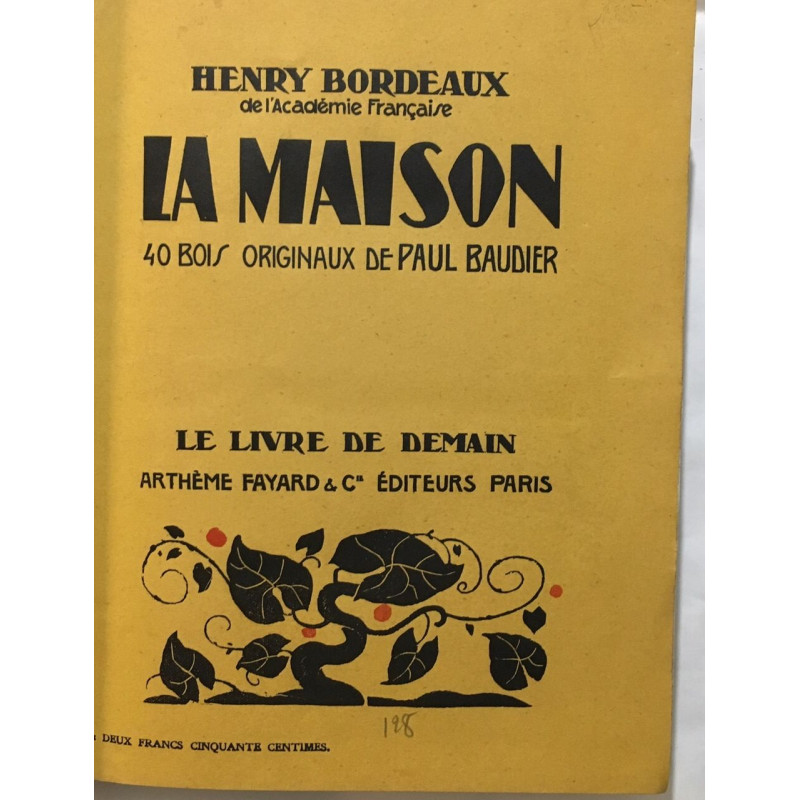 HENRY BORDEAUX
de l'Académie Française
LA MAISON
40 BOIS ORIGINAUX DE PAUL BAUDIER
LE LIVRE DE DEMAIN
ARTHÈME FAYARD & Cie ÉDITEURS PARIS
: DEUX FRANCS CINQUANTE CENTIMES.
198